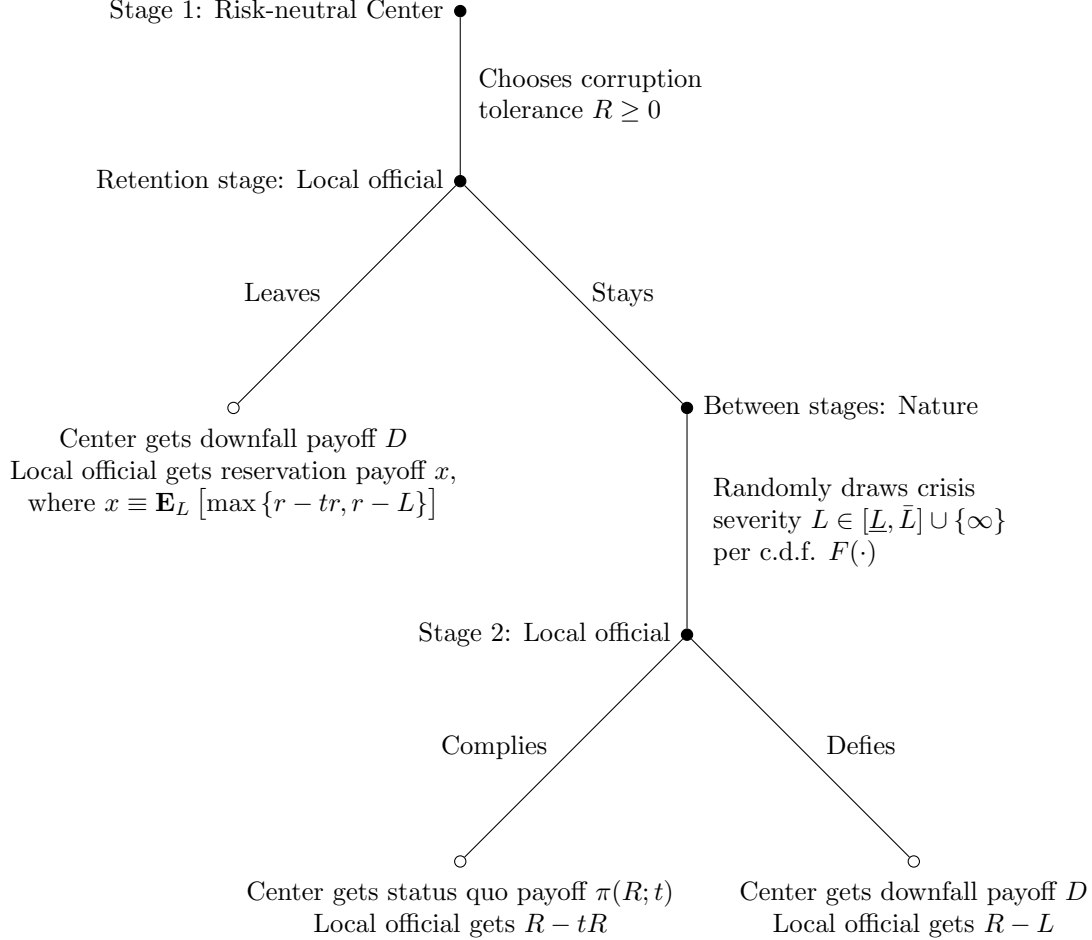 Stage 1: Risk-neutral Center
Chooses corruption
tolerance R ≥ 0
Retention stage: Local official
Leaves
Stays
Center gets downfall payoff D
Local official gets reservation payoff x,
where x ≡ E_L [max {r − tr, r − L}]
Between stages: Nature
Randomly draws crisis
severity L ∈ [L̲, L̄] ∪ {∞}
per c.d.f. F(·)
Stage 2: Local official
Complies
Defies
Center gets status quo payoff π(R; t)
Local official gets R − tR
Center gets downfall payoff D
Local official gets R − L